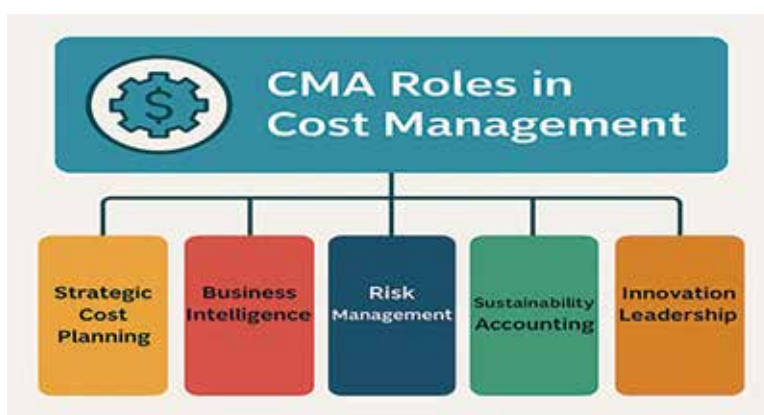 $
CMA Roles in
Cost Management
Strategic
Cost
Planning
Business
Intelligence
Risk
Management
Sustainability
Accounting
Innovation
Leadership